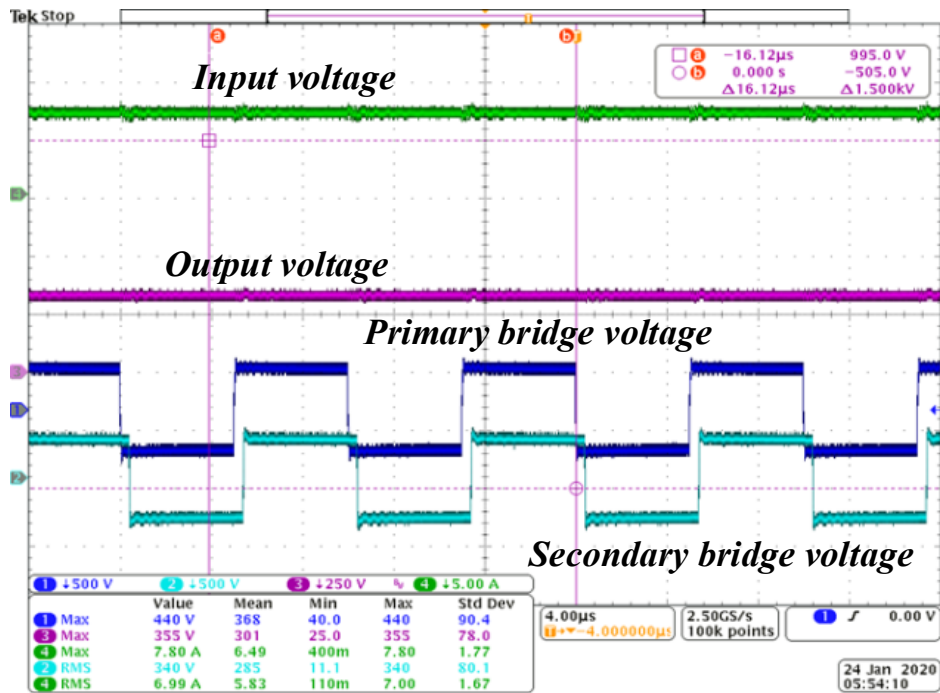 Tek Stop
a
b
T
a −16.12µs 995.0 V
b 0.000 s −505.0 V
Δ16.12µs Δ1.500kV
Input voltage
4
Output voltage
Primary bridge voltage
3
1
2
Secondary bridge voltage
1 ↓500 V 2 ↓500 V 3 ↓250 V 4 ↓5.00 A
Value Mean Min Max Std Dev
1 Max 440 V 368 40.0 440 90.4
3 Max 355 V 301 25.0 355 78.0
4 Max 7.80 A 6.49 400m 7.80 1.77
2 RMS 340 V 285 11.1 340 80.1
4 RMS 6.99 A 5.83 110m 7.00 1.67
4.00µs
T→▼−4.000000µs
2.50GS/s
100k points
1 0.00 V
24 Jan 2020
05:54:10